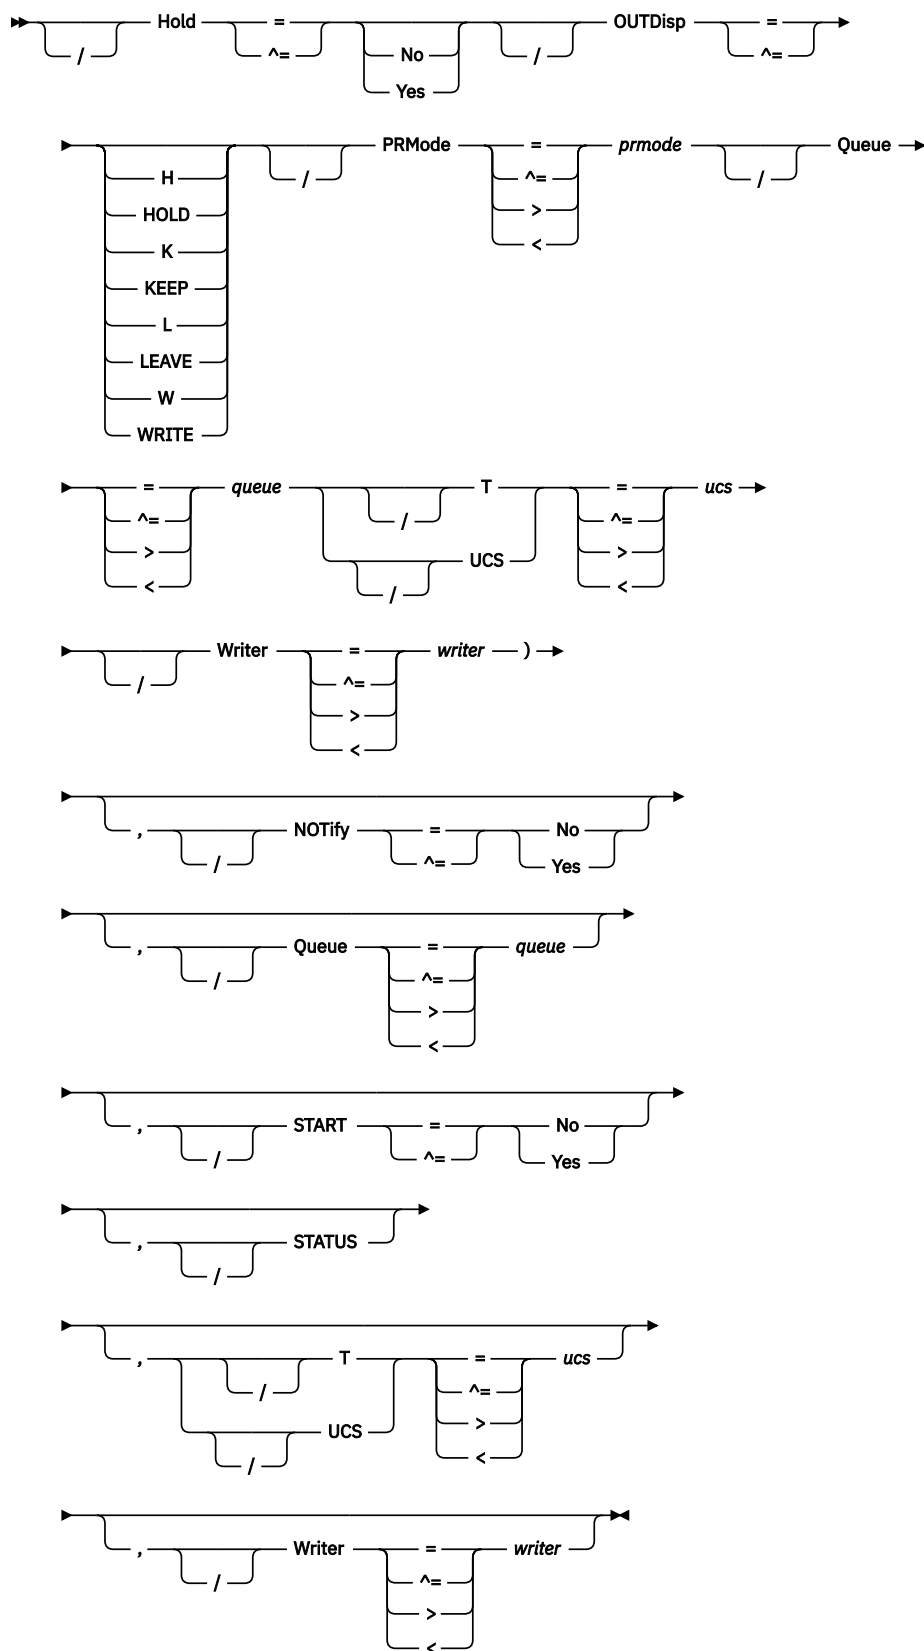 / Hold = ^= No Yes / OUTDisp = ^=
H HOLD K KEEP L LEAVE W WRITE / PRMode = ^= > < prmode / Queue
= ^= > < queue / T / UCS = ^= > < ucs
/ Writer = ^= > < writer )
, / NOTify = ^= No Yes
, / Queue = ^= > < queue
, / START = ^= No Yes
, / STATUS
, / T / UCS = ^= > < ucs
, / Writer = ^= > < writer